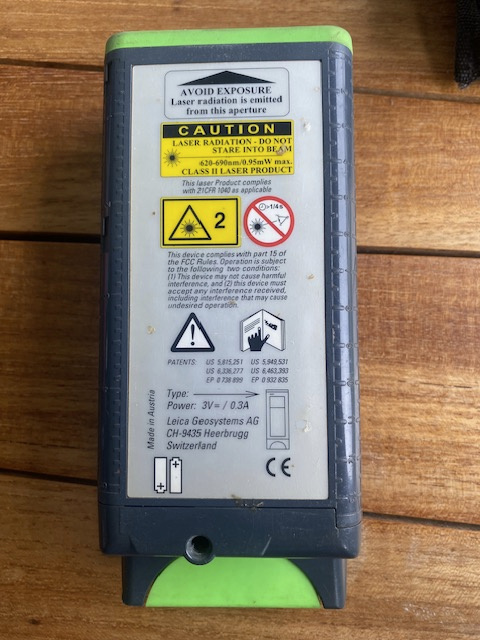 AVOID EXPOSURE
Laser radiation is emitted
from this aperture
CAUTION
LASER RADIATION - DO NOT
STARE INTO BEAM
620-690nm/0.95mW max.
CLASS II LASER PRODUCT
This laser Product complies
with 21CFR 1040 as applicable
2
>1/4s
This device complies with part 15 of
the FCC Rules. Operation is subject
to the following two conditions:
(1) This device may not cause harmful
interference, and (2) this device must
accept any interference received,
including interference that may cause
undesired operation.
PATENTS: US 5,815,251 US 5,949,531
US 6,336,277 US 6,463,393
EP 0 738 899 EP 0 932 835
Made in Austria
Type:
Power: 3V= / 0.3A
Leica Geosystems AG
CH-9435 Heerbrugg
Switzerland
CE